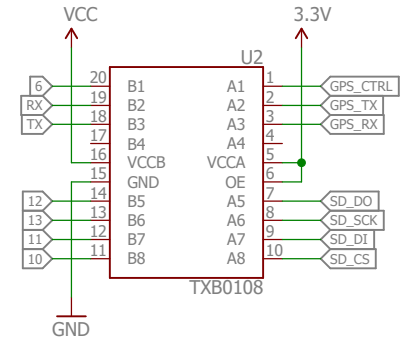 VCC 3.3V
U2
6 20 B1 A1 1 GPS_CTRL
RX 19 B2 A2 2 GPS_TX
TX 18 B3 A3 3 GPS_RX
17 B4 A4 4
16 VCCB VCCA 5
15 GND OE 6
12 14 B5 A5 7 SD_DO
13 13 B6 A6 8 SD_SCK
11 12 B7 A7 9 SD_DI
10 11 B8 A8 10 SD_CS
TXB0108
GND